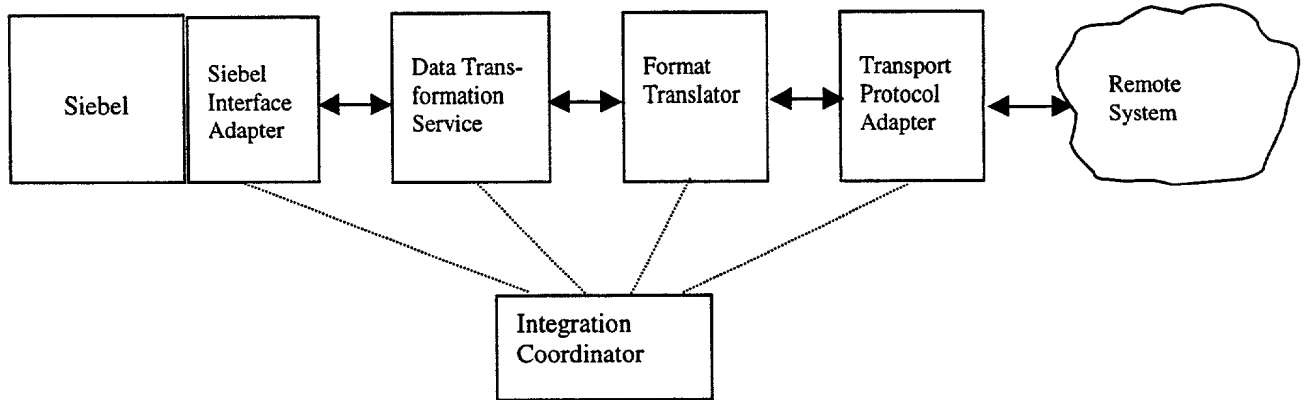 Siebel
Siebel
Interface
Adapter
Data Trans-
formation
Service
Format
Translator
Transport
Protocol
Adapter
Remote
System
Integration
Coordinator